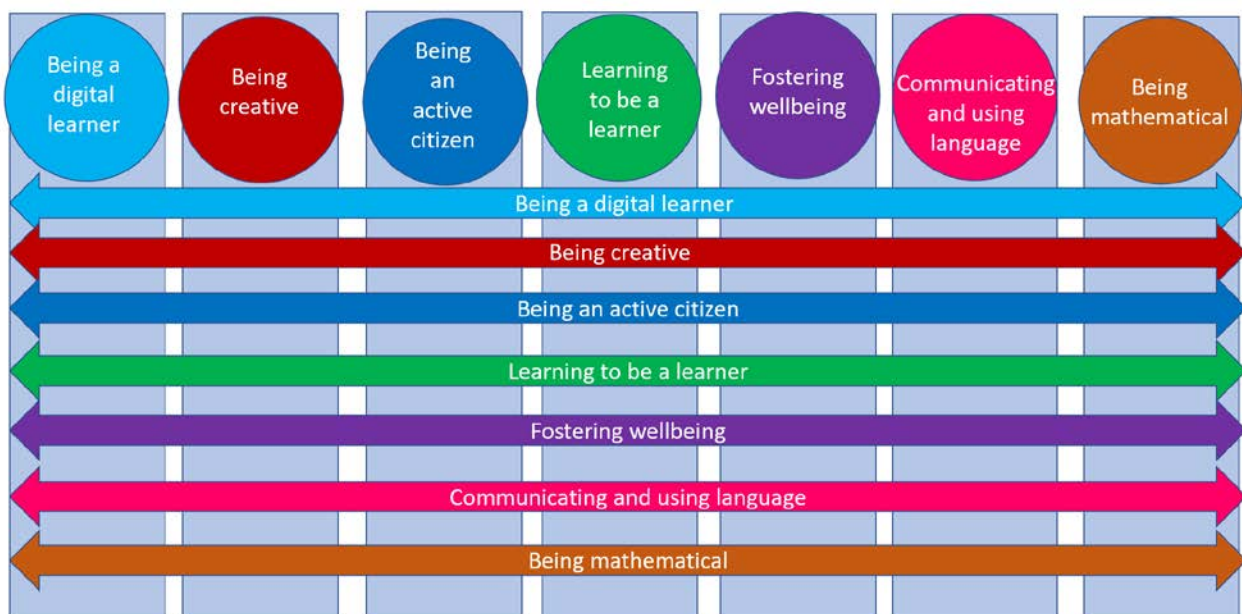 Being a
digital
learner
Being
creative
Being
an
active
citizen
Learning
to be a
learner
Fostering
wellbeing
Communicating
and using
language
Being
mathematical
Being a digital learner
Being creative
Being an active citizen
Learning to be a learner
Fostering wellbeing
Communicating and using language
Being mathematical